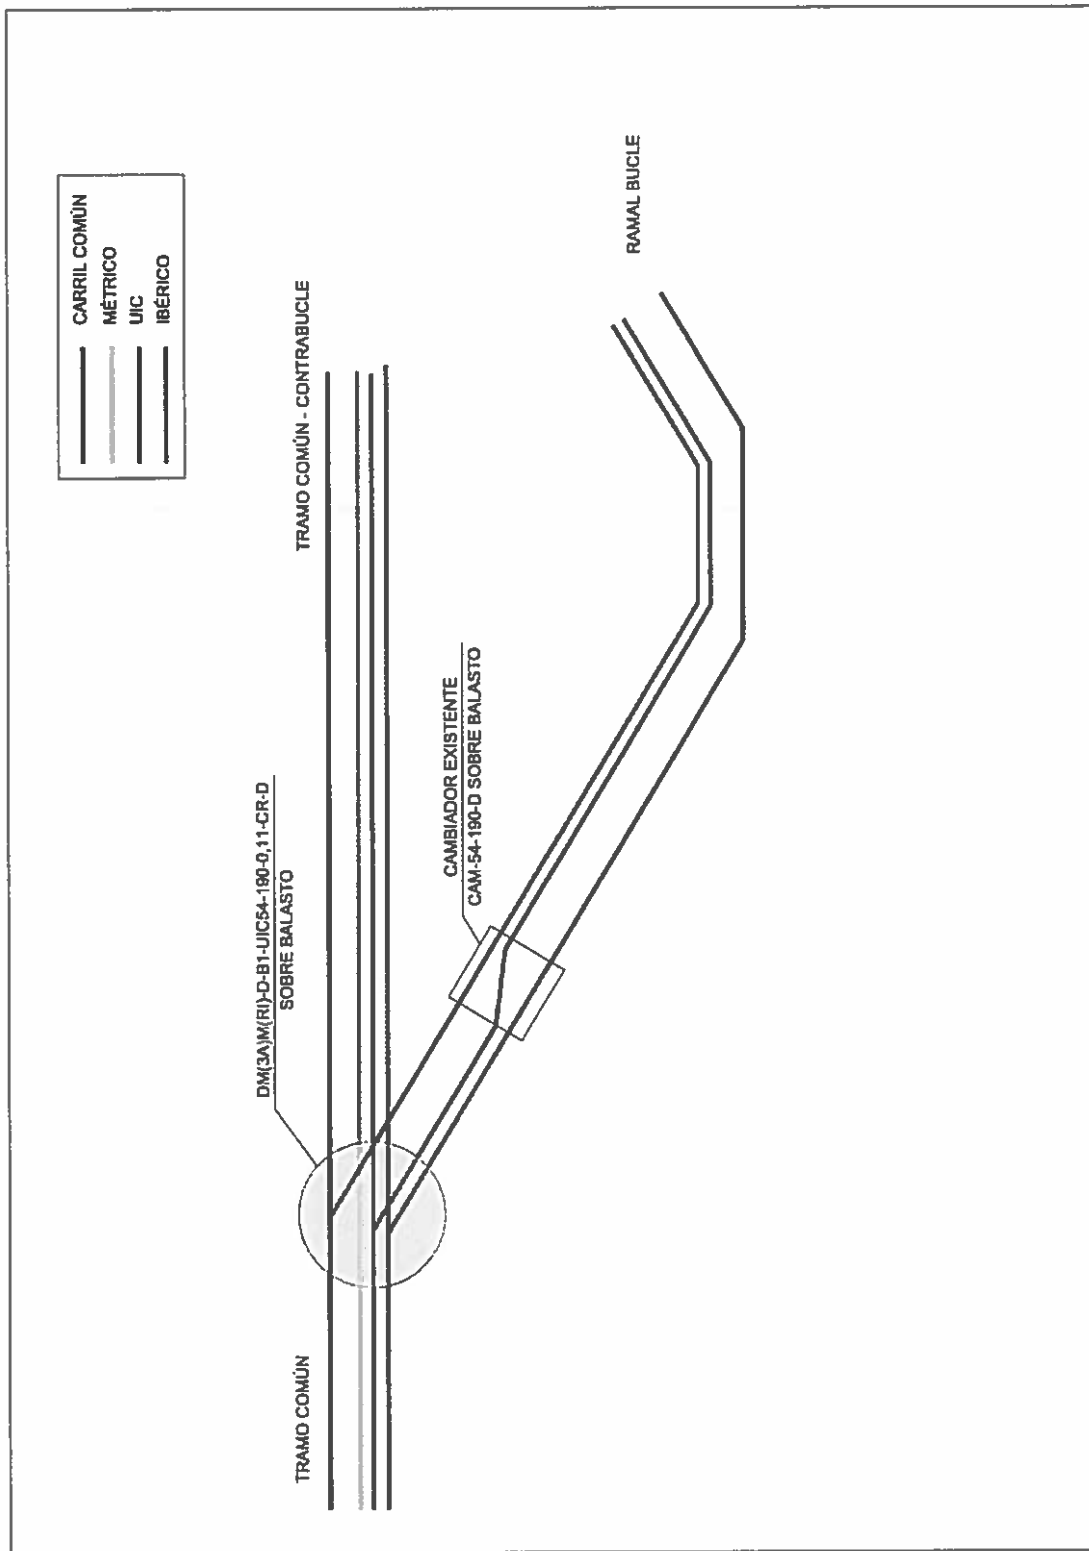 CARRIL COMÚN
MÉTRICO
UIC
IBÉRICO
RAMAL BUCLE
TRAMO COMÚN - CONTRABUCLE
CAMBIADOR EXISTENTE
CAM-54-190-D SOBRE BALASTO
DM(3A)M(RI)-D-B1-UIC54-190-0,11-CR-D
SOBRE BALASTO
TRAMO COMÚN